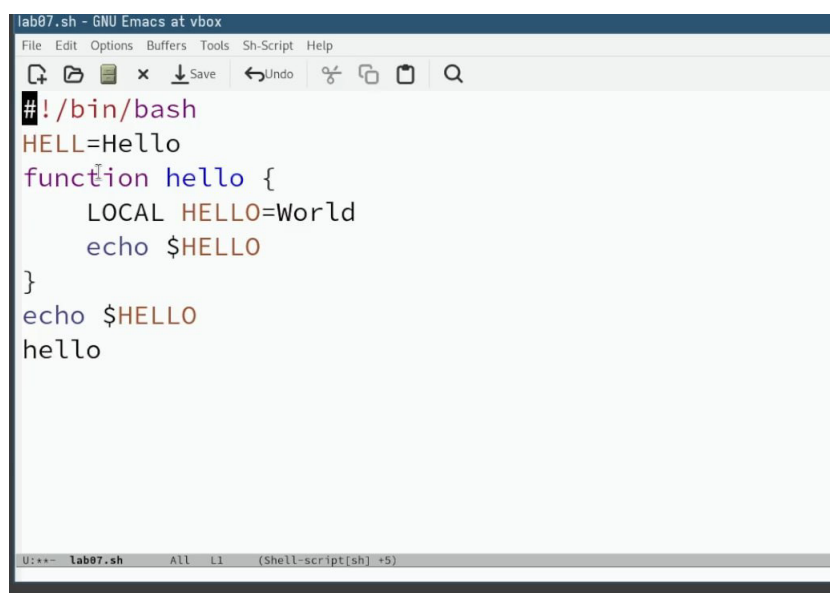 lab07.sh - GNU Emacs at vbox
File Edit Options Buffers Tools Sh-Script Help
Save Undo
#!/bin/bash
HELL=Hello
function hello {
    LOCAL HELLO=World
    echo $HELLO
}
echo $HELLO
hello
U:**- lab07.sh All L1 (Shell-script[sh] +5)